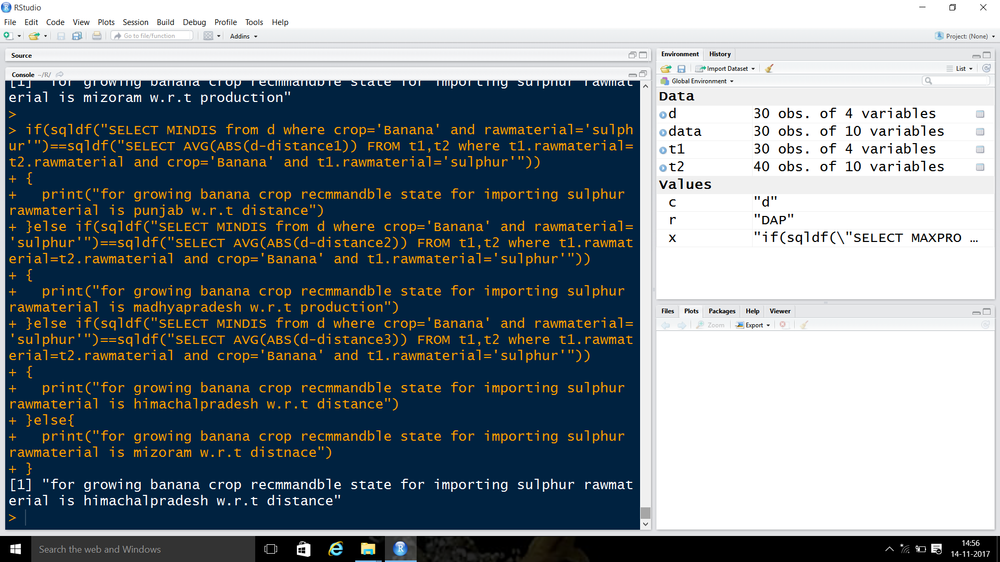 RStudio
File Edit Code View Plots Session Build Debug Profile Tools Help
Go to file/function Addins Project: (None)
Source
Console ~/R/
[1] "for growing banana crop recmmandble state for importing sulphur rawmat
erial is mizoram w.r.t production"
>
> if(sqldf("SELECT MINDIS from d where crop='Banana' and rawmaterial='sulph
ur'")==sqldf("SELECT AVG(ABS(d-distance1)) FROM t1,t2 where t1.rawmaterial=
t2.rawmaterial and crop='Banana' and t1.rawmaterial='sulphur'"))
+ {
+   print("for growing banana crop recmmandble state for importing sulphur
rawmaterial is punjab w.r.t distance")
+ }else if(sqldf("SELECT MINDIS from d where crop='Banana' and rawmaterial=
'sulphur'")==sqldf("SELECT AVG(ABS(d-distance2)) FROM t1,t2 where t1.rawmat
erial=t2.rawmaterial and crop='Banana' and t1.rawmaterial='sulphur'"))
+ {
+   print("for growing banana crop recmmandble state for importing sulphur
rawmaterial is madhyapradesh w.r.t production")
+ }else if(sqldf("SELECT MINDIS from d where crop='Banana' and rawmaterial=
'sulphur'")==sqldf("SELECT AVG(ABS(d-distance3)) FROM t1,t2 where t1.rawmat
erial=t2.rawmaterial and crop='Banana' and t1.rawmaterial='sulphur'"))
+ {
+   print("for growing banana crop recmmandble state for importing sulphur
rawmaterial is himachalpradesh w.r.t distance")
+ }else{
+   print("for growing banana crop recmmandble state for importing sulphur
rawmaterial is mizoram w.r.t distnace")
+ }
[1] "for growing banana crop recmmandble state for importing sulphur rawmat
erial is himachalpradesh w.r.t distance"
>
Environment History
Import Dataset List
Global Environment
Data
d 30 obs. of 4 variables
data 30 obs. of 10 variables
t1 30 obs. of 4 variables
t2 40 obs. of 10 variables
Values
c "d"
r "DAP"
x "if(sqldf(\"SELECT MAXPRO …
Files Plots Packages Help Viewer
Zoom Export
Search the web and Windows
14:56
14-11-2017